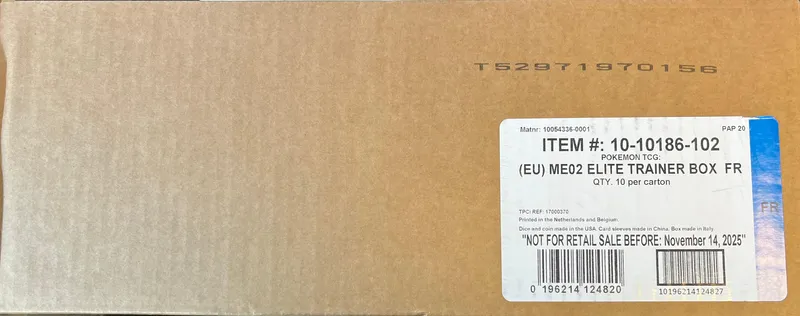 T52971970156
Matnr: 10054336-0001
PAP 20
ITEM #: 10-10186-102
POKEMON TCG:
(EU) ME02 ELITE TRAINER BOX FR
QTY. 10 per carton
FR
TPCi REF: 17000370
Printed in the Netherlands and Belgium
Dice and coin made in the USA. Card sleeves made in China. Box made in Italy
"NOT FOR RETAIL SALE BEFORE: November 14, 2025"
0 196214 124820
10196214124827